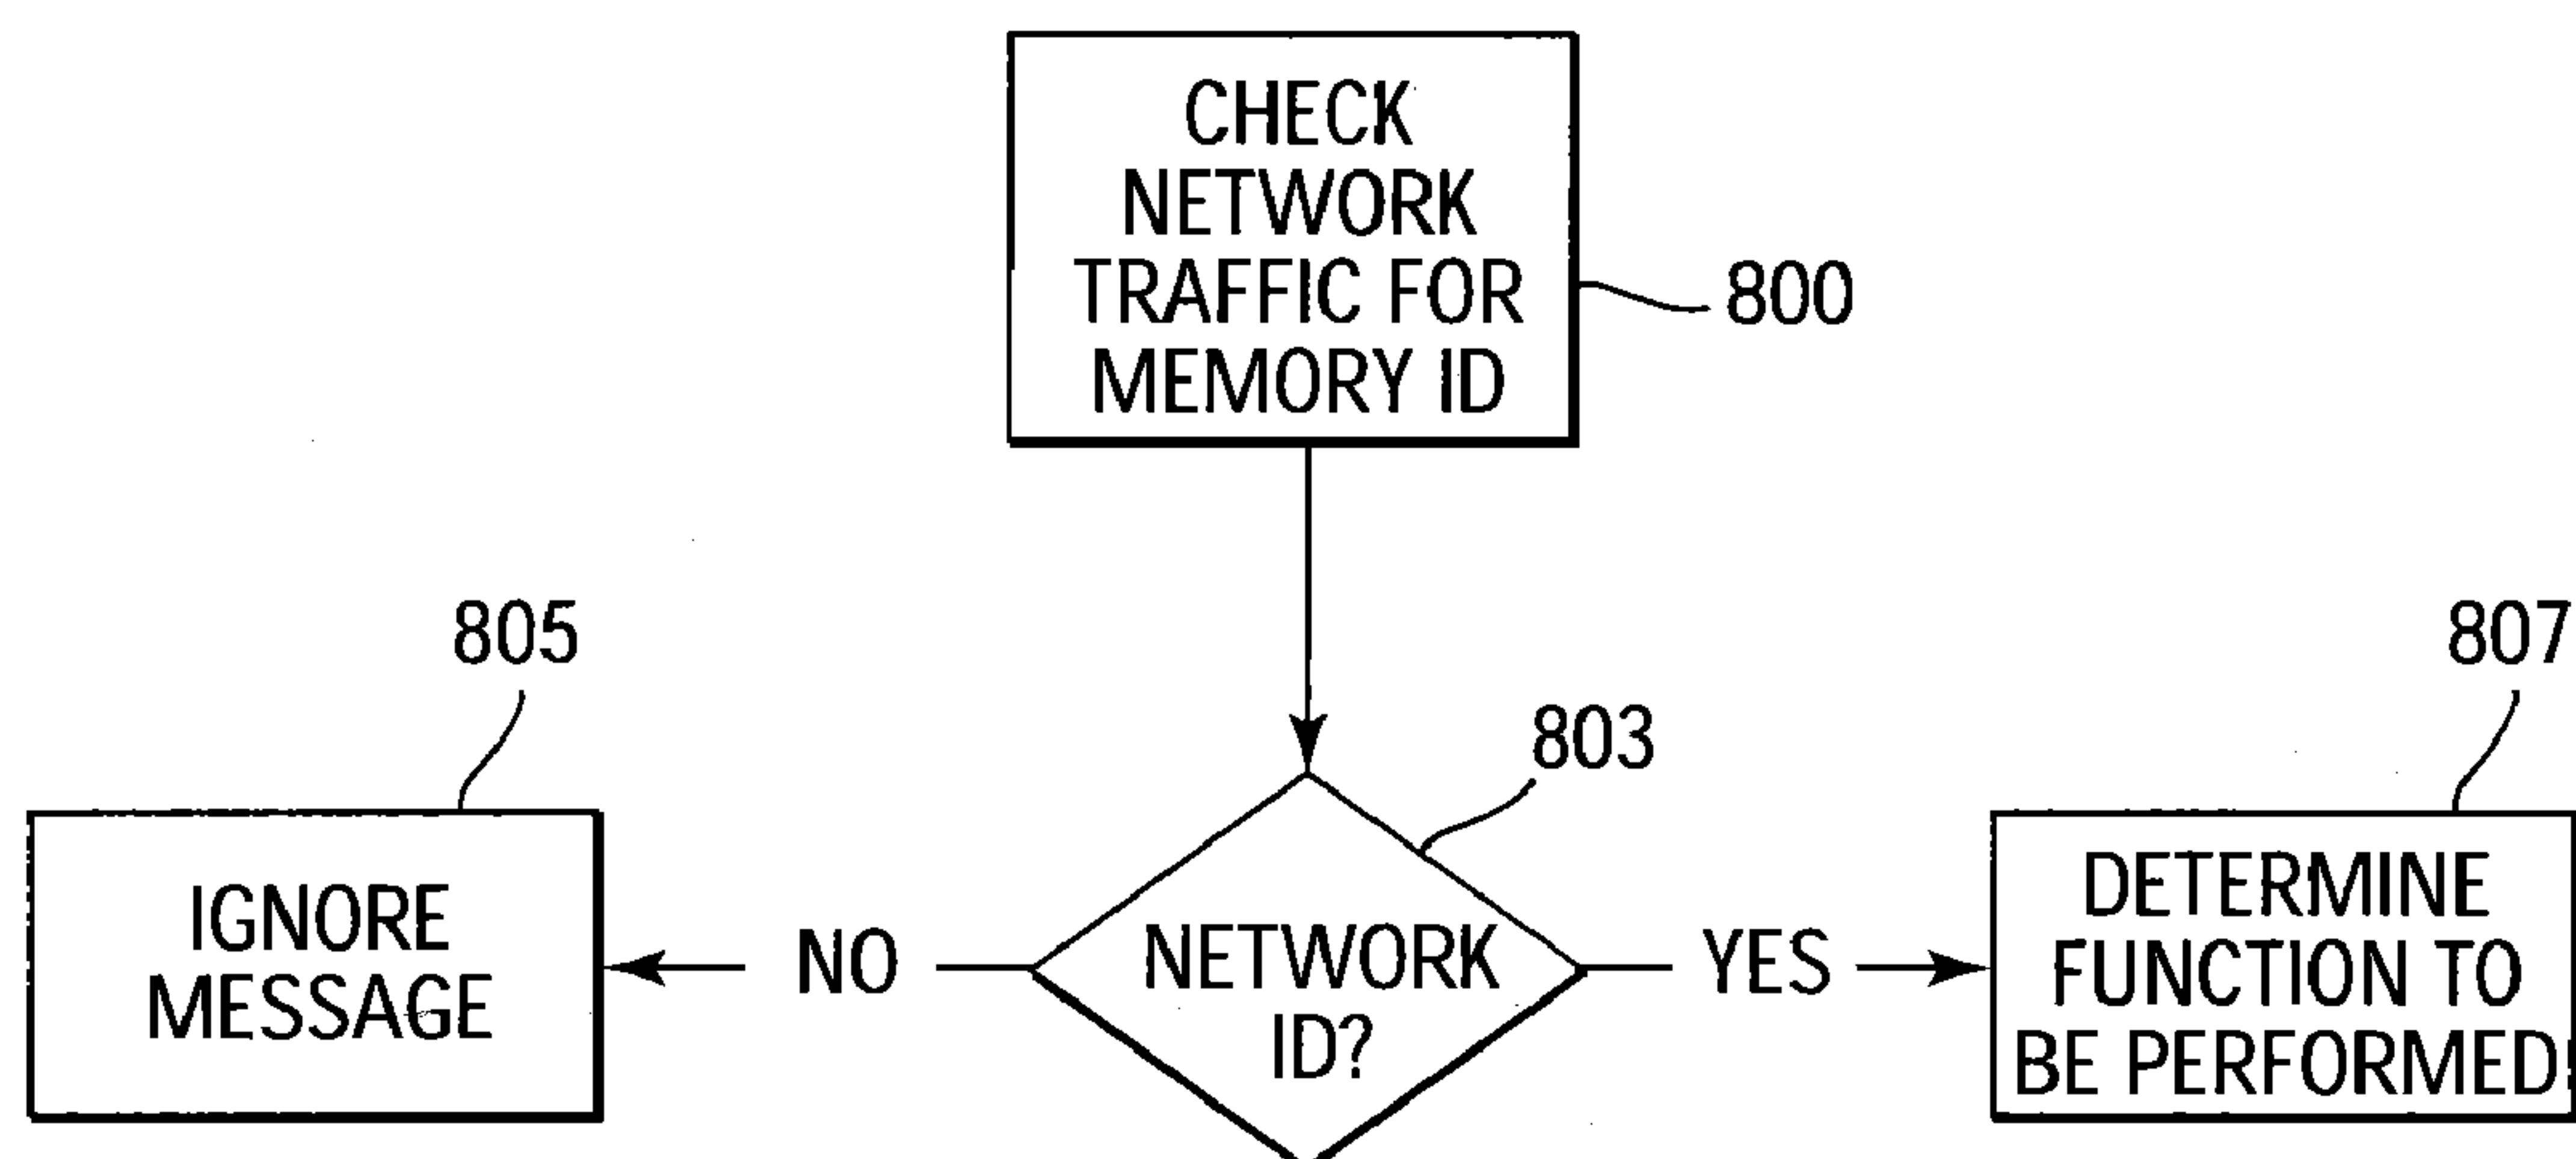 CHECK
NETWORK
TRAFFIC FOR
MEMORY ID
800
805
803
807
IGNORE
MESSAGE
NO
NETWORK
ID?
YES
DETERMINE
FUNCTION TO
BE PERFORMED